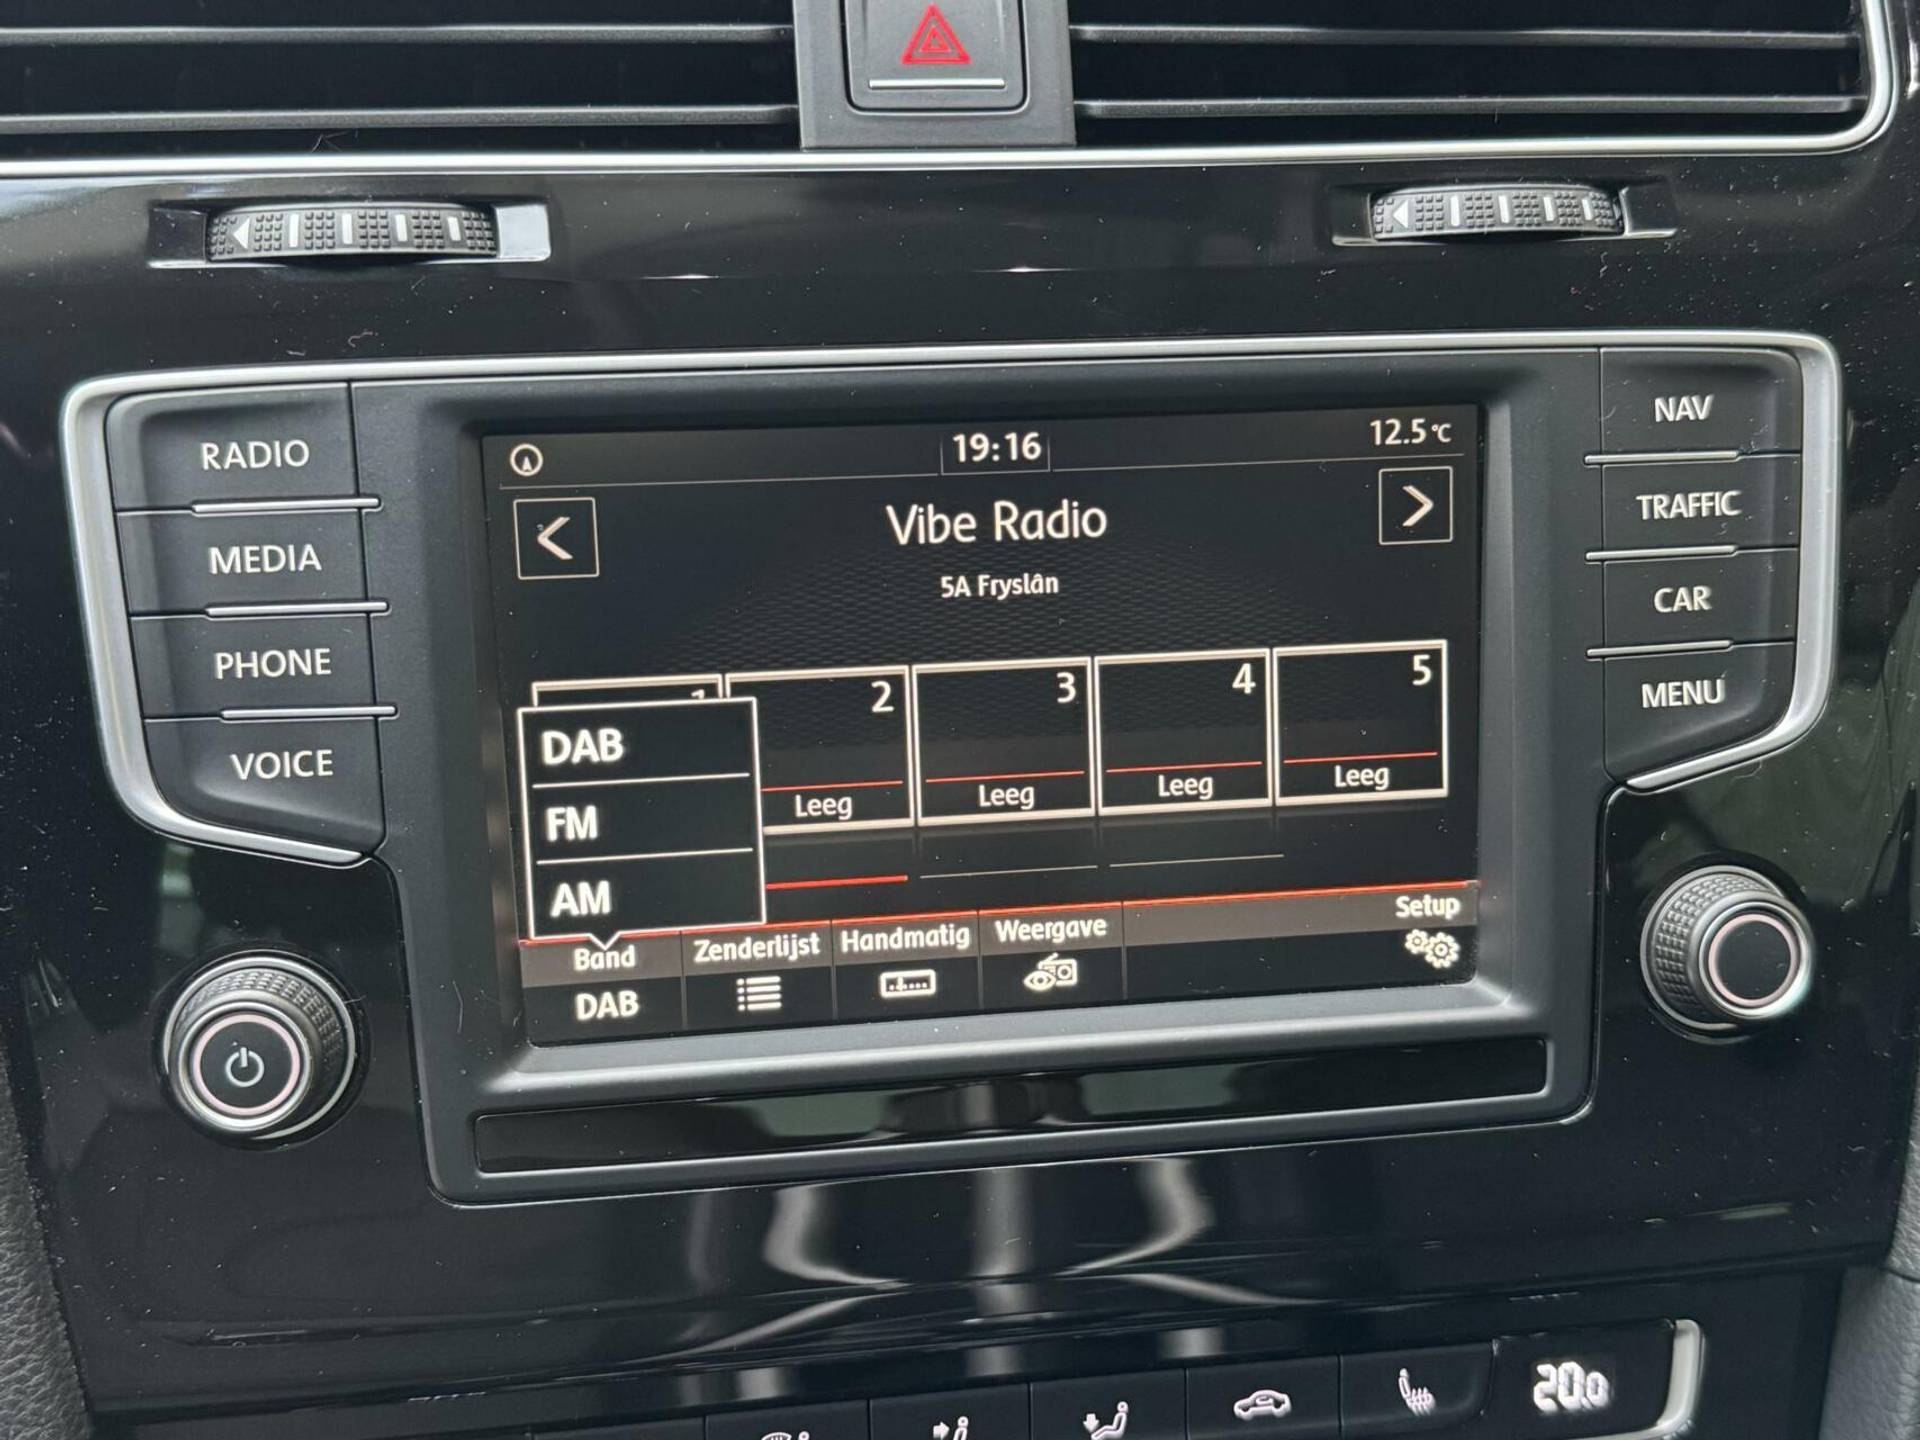 RADIO
MEDIA
PHONE
VOICE
19:16
12.5°C
Vibe Radio
5A Fryslân
1
2
3
4
5
Leeg
Leeg
Leeg
Leeg
DAB
FM
AM
Band
DAB
Zenderlijst
Handmatig
Weergave
Setup
NAV
TRAFFIC
CAR
MENU
20.0